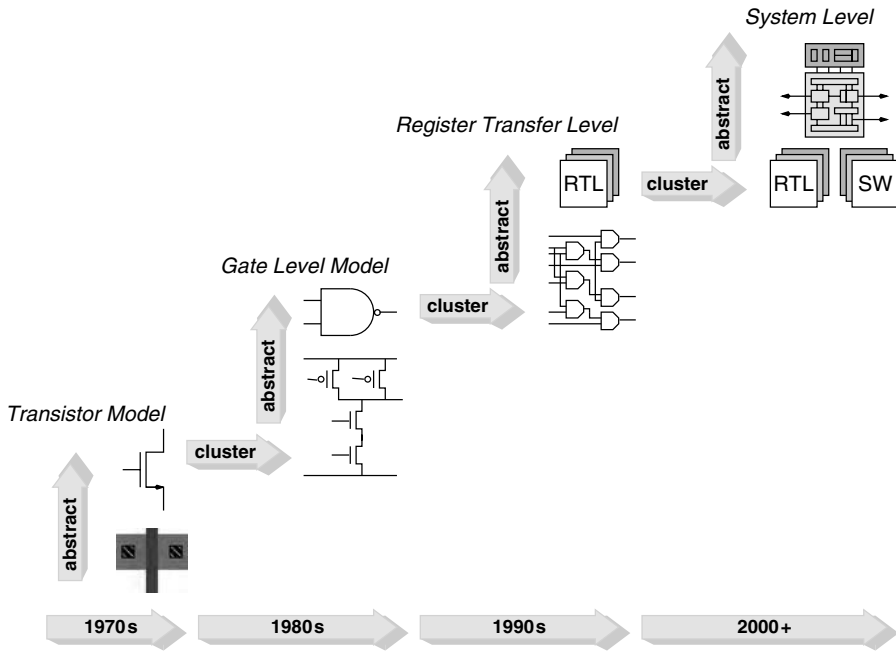 System Level
abstract
Register Transfer Level
RTL
cluster
RTL
SW
abstract
Gate Level Model
cluster
abstract
Transistor Model
cluster
abstract
1970s
1980s
1990s
2000+